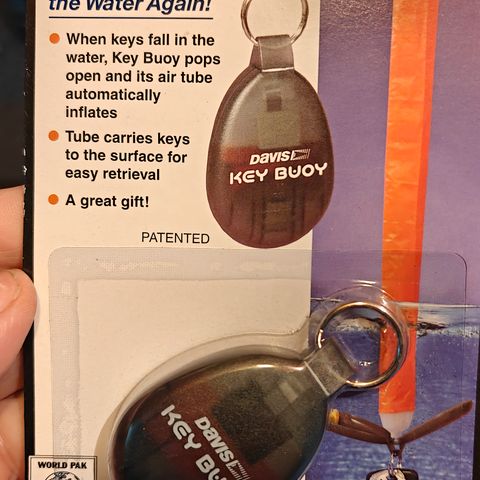 the Water Again!
When keys fall in the
water, Key Buoy pops
open and its air tube
automatically
inflates
Tube carries keys
to the surface for
easy retrieval
A great gift!
PATENTED
DAVIS
KEY BUOY
DAVIS
KEY BUOY
WORLD PAK